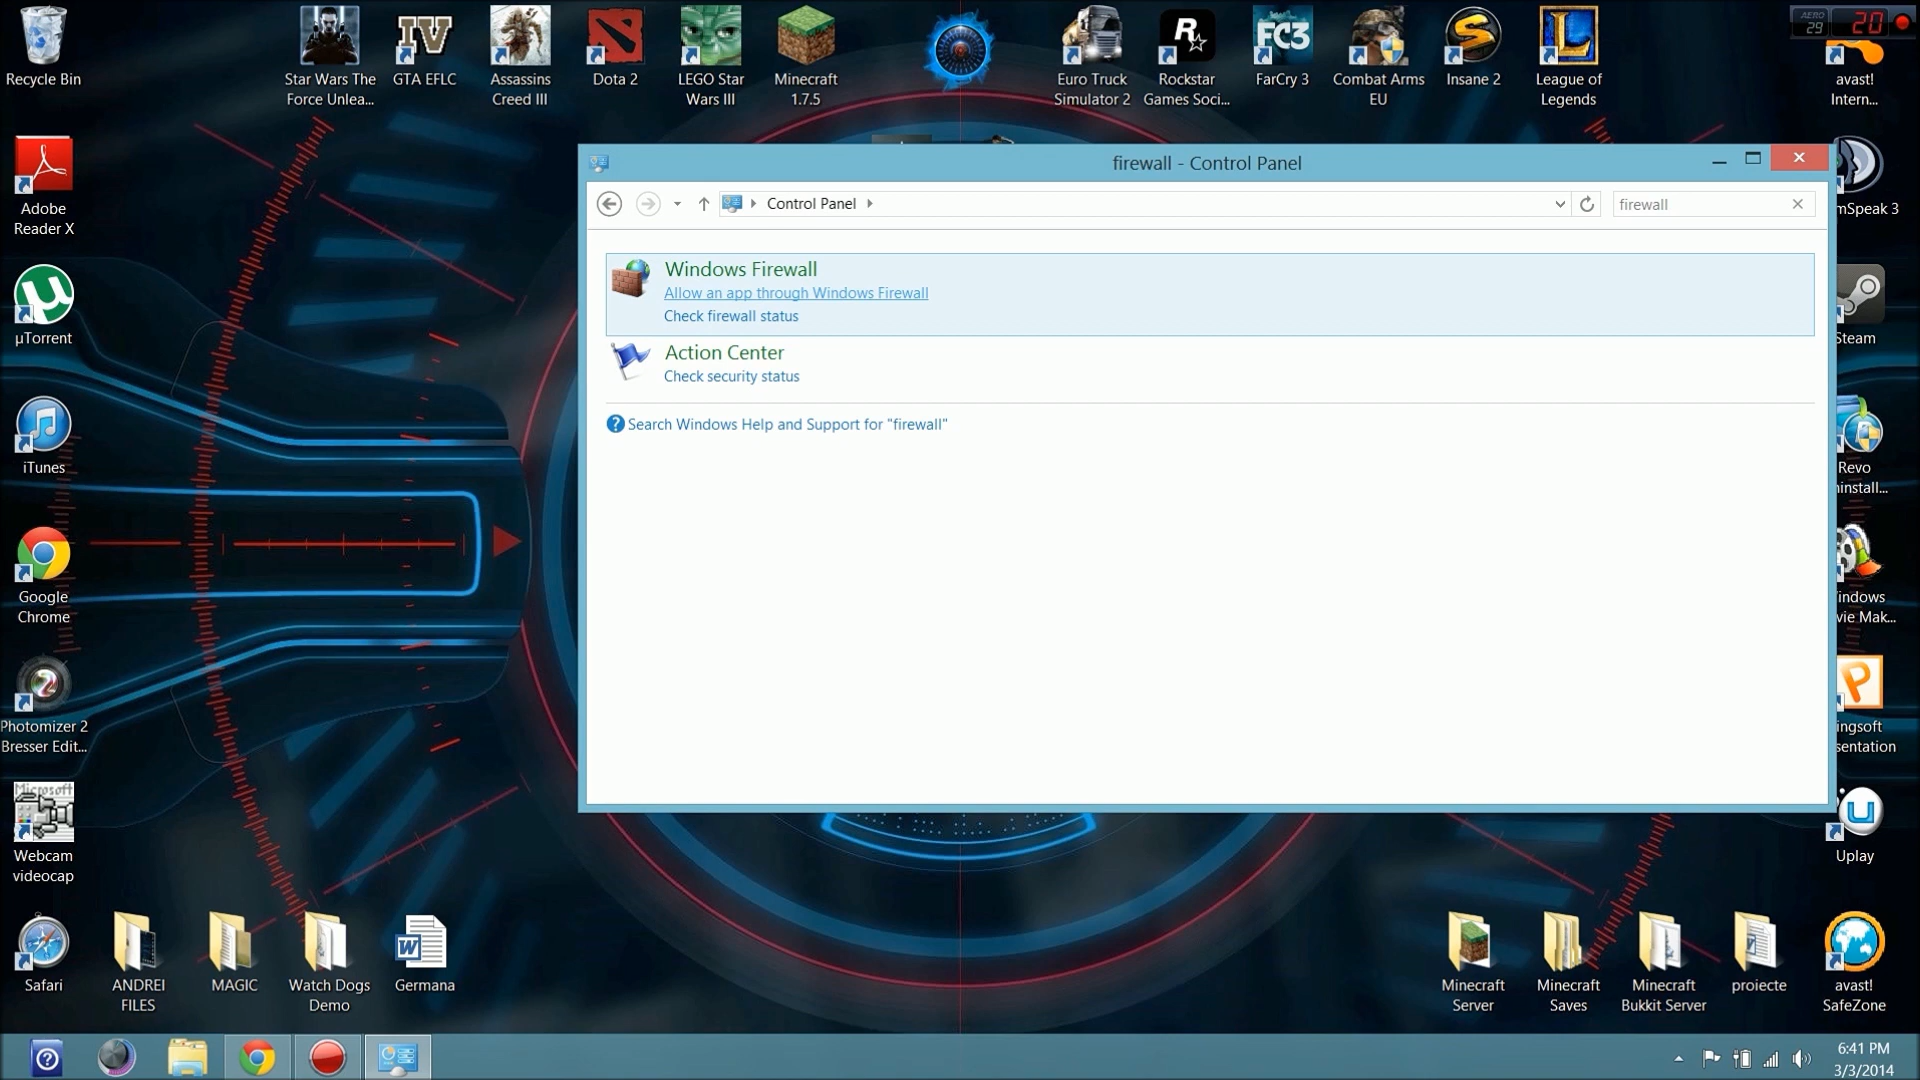 Recycle Bin
Star Wars The
Force Unlea...
GTA EFLC
Assassins
Creed III
Dota 2
LEGO Star
Wars III
Minecraft
1.7.5
Euro Truck
Simulator 2
Rockstar
Games Soci...
FC3
FarCry 3
Combat Arms
EU
Insane 2
League of
Legends
AERO
29
20
avast!
Intern...
Adobe
Reader X
µTorrent
iTunes
Google
Chrome
Photomizer 2
Bresser Edit...
Microsoft
Webcam
videocap
Safari
ANDREI
FILES
MAGIC
Watch Dogs
Demo
Germana
firewall - Control Panel
Control Panel
firewall
Windows Firewall
Allow an app through Windows Firewall
Check firewall status
Action Center
Check security status
Search Windows Help and Support for "firewall"
mSpeak 3
Steam
Revo
ninstall...
indows
vie Mak...
ingsoft
sentation
Uplay
Minecraft
Server
Minecraft
Saves
Minecraft
Bukkit Server
proiecte
avast!
SafeZone
6:41 PM
3/3/2014